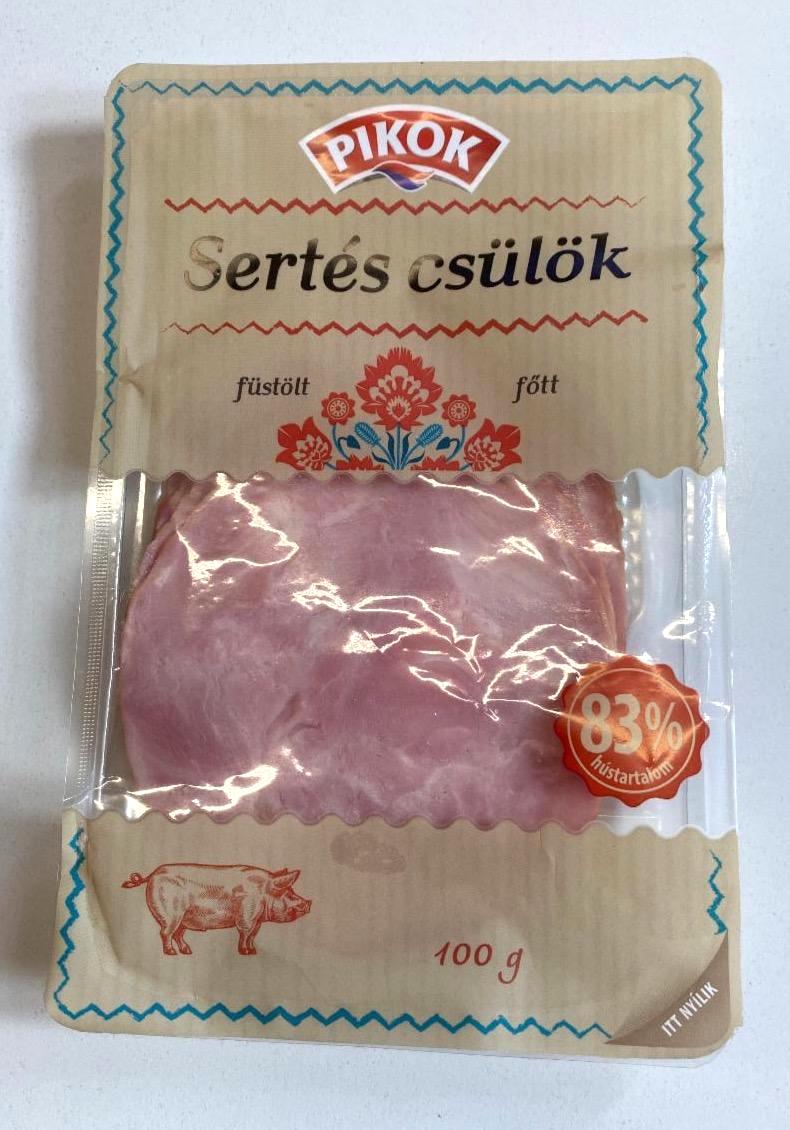 PIKOK
Sertés csülök
füstölt
főtt
83%
hústartalom
100 g
ITT NYÍLIK